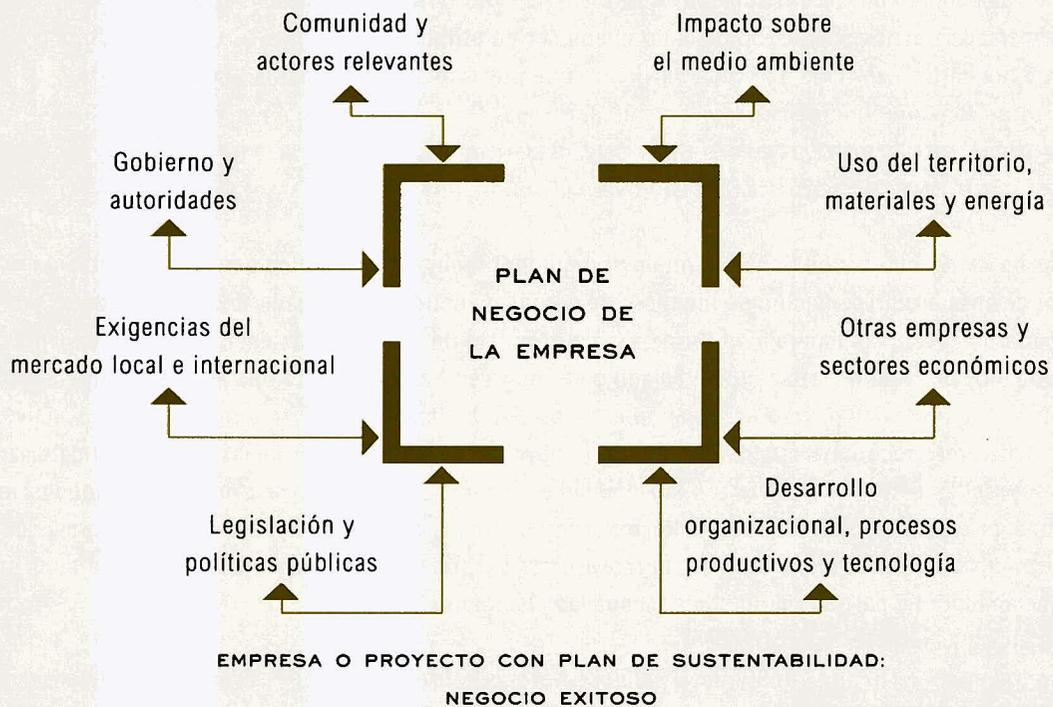 Comunidad y
actores relevantes
Impacto sobre
el medio ambiente
Gobierno y
autoridades
Uso del territorio,
materiales y energía
PLAN DE
NEGOCIO DE
LA EMPRESA
Exigencias del
mercado local e internacional
Otras empresas y
sectores económicos
Legislación y
políticas públicas
Desarrollo
organizacional, procesos
productivos y tecnología
EMPRESA O PROYECTO CON PLAN DE SUSTENTABILIDAD:
NEGOCIO EXITOSO